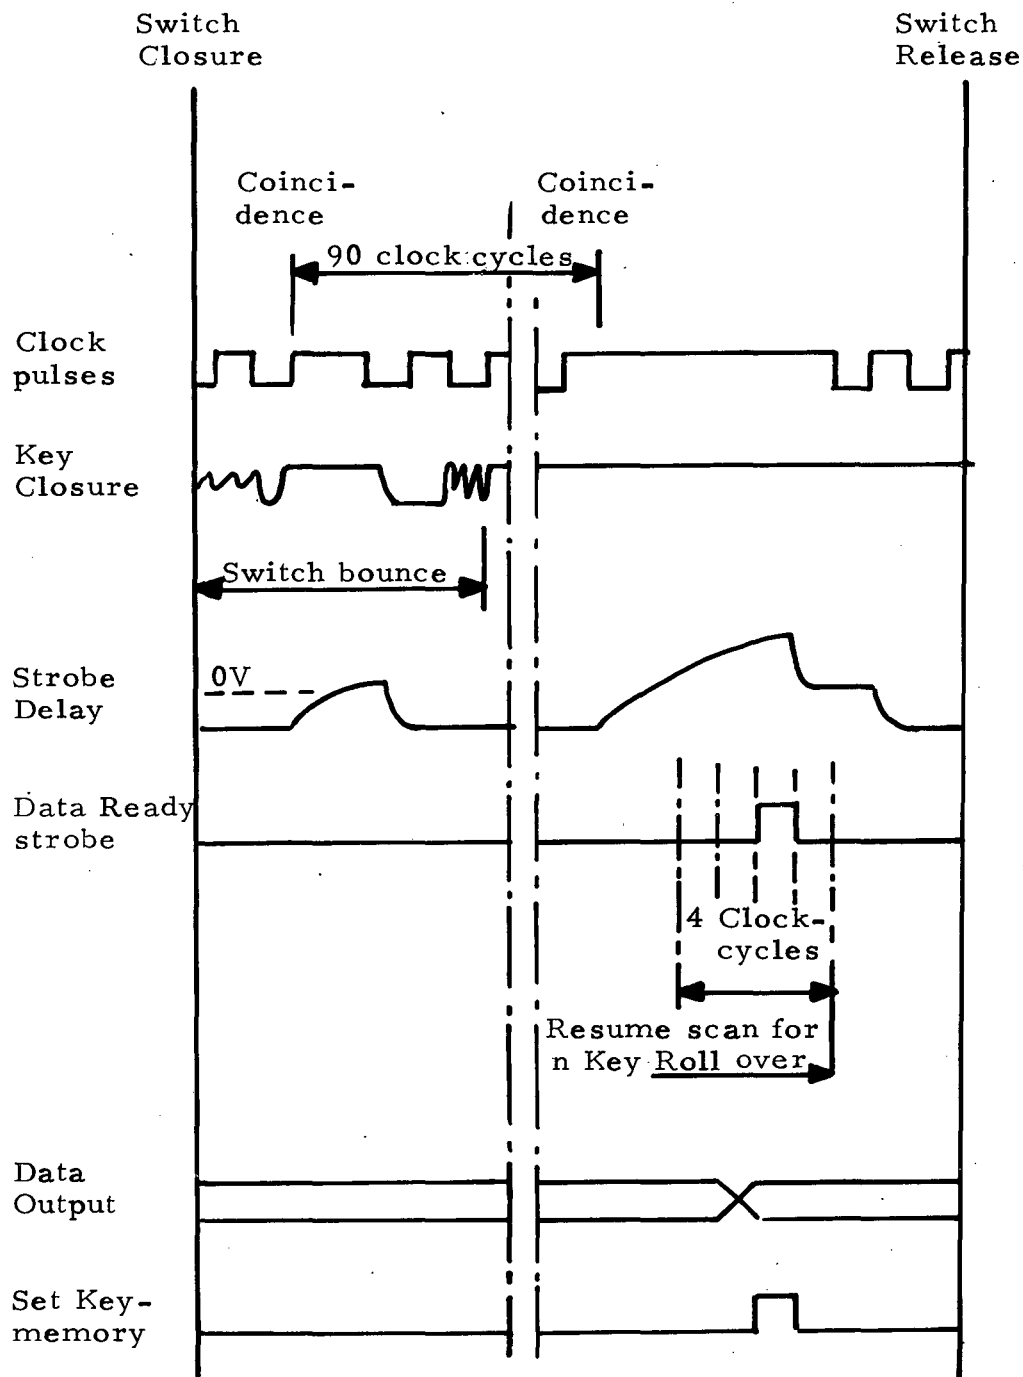 Switch
Closure
Switch
Release
Coinci-
dence
Coinci-
dence
90 clock cycles
Clock
pulses
Key
Closure
Switch bounce
Strobe
Delay
0V
Data Ready
strobe
4 Clock-
cycles
Resume scan for
n Key Roll over
Data
Output
Set Key-
memory